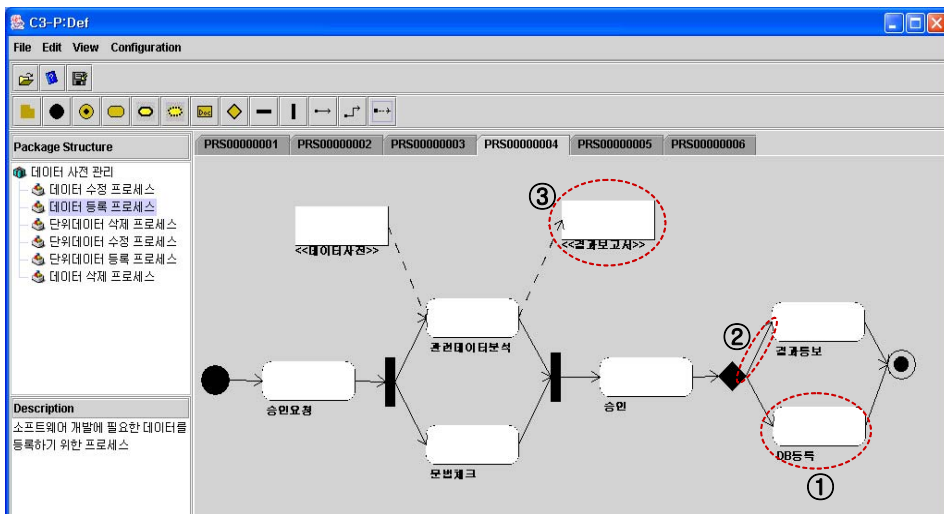 C3-P:Def
File Edit View Configuration
Doc
Package Structure
PRS00000001 PRS00000002 PRS00000003 PRS00000004 PRS00000005 PRS00000006
데이터 사전 관리
데이터 수정 프로세스
데이터 등록 프로세스
단위데이터 삭제 프로세스
단위데이터 수정 프로세스
단위데이터 등록 프로세스
데이터 삭제 프로세스
③
<<데이터사전>>
<<결과보고서>>
관련데이터분석
②
결과통보
승인요청
승인
문법체크
DB등록
①
Description
소프트웨어 개발에 필요한 데이터를
등록하기 위한 프로세스